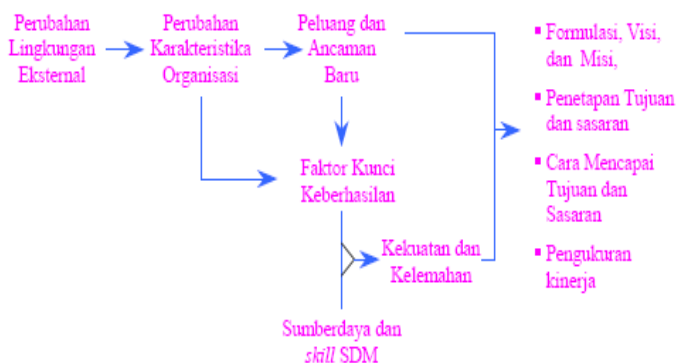 Perubahan
Lingkungan
Eksternal
Perubahan
Karakteristika
Organisasi
Peluang dan
Ancaman
Baru
Faktor Kunci
Keberhasilan
Kekuatan dan
Kelemahan
Sumberdaya dan
skill SDM
▪ Formulasi, Visi,
dan Misi,
▪ Penetapan Tujuan
dan sasaran
▪ Cara Mencapai
Tujuan dan
Sasaran
▪ Pengukuran
kinerja